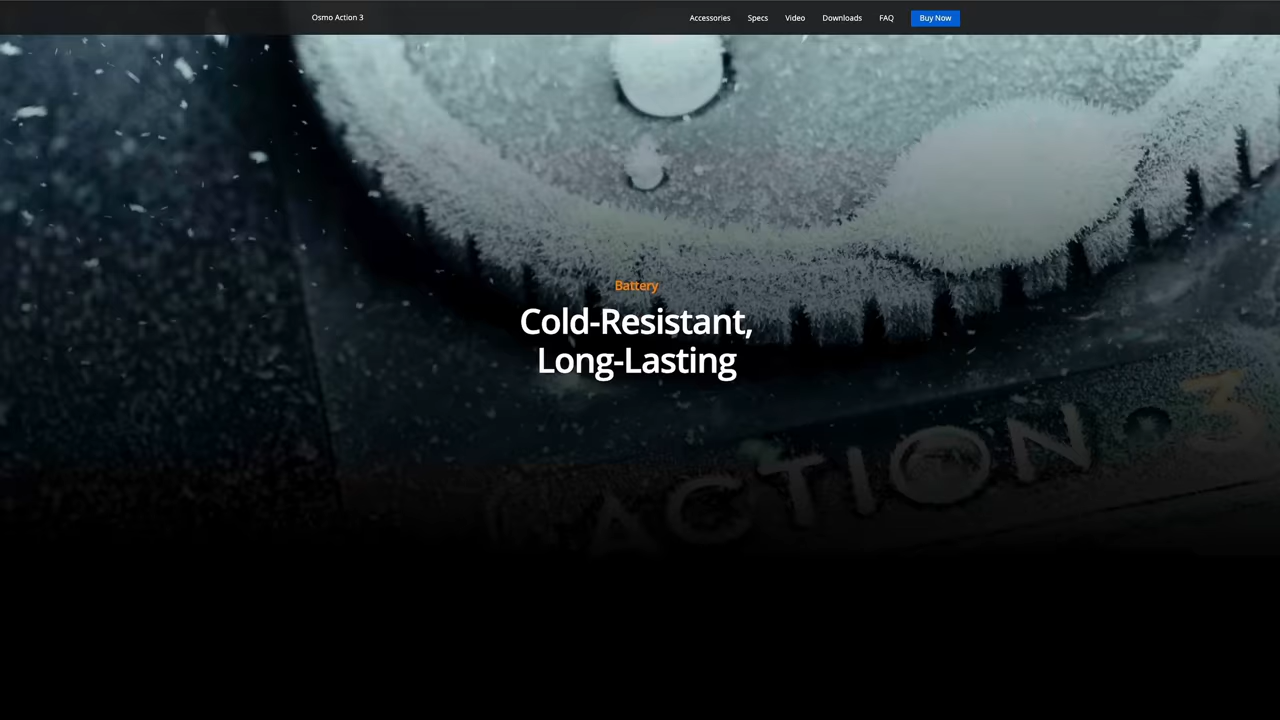 Osmo Action 3
Accessories Specs Video Downloads FAQ Buy Now
Battery
Cold-Resistant,
Long-Lasting
ACTION 3